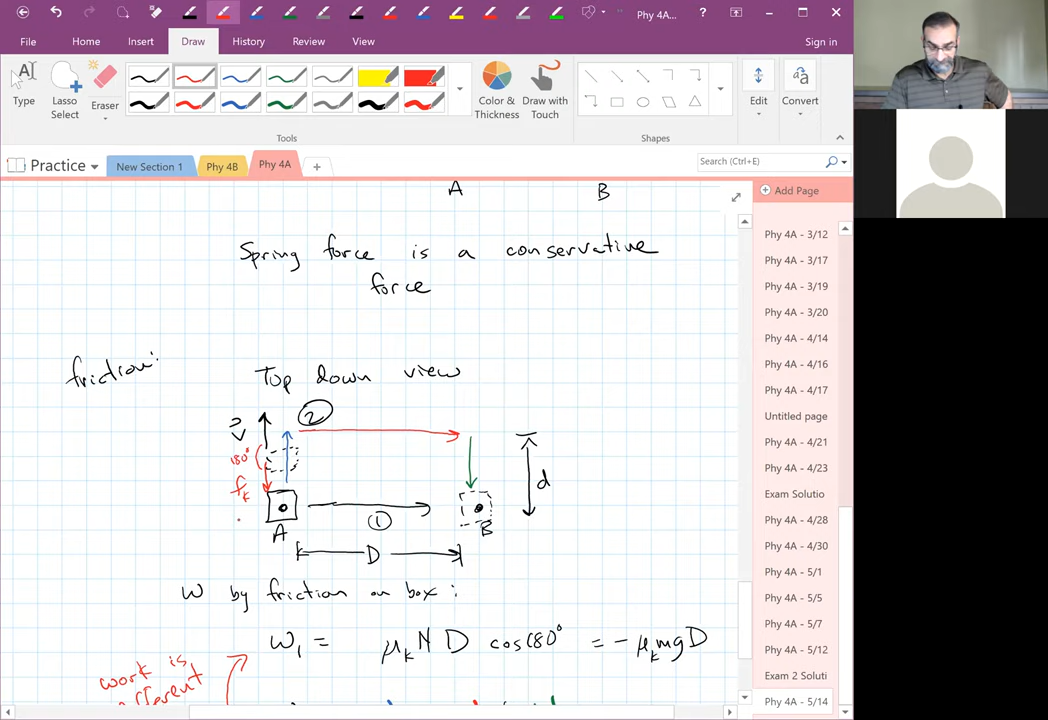 Phy 4A...
?
File
Home
Insert
Draw
History
Review
View
Sign in
Type
Lasso
Select
Eraser
Color &
Thickness
Draw with
Touch
Edit
Convert
Tools
Shapes
Practice
New Section 1
Phy 4B
Phy 4A
+
Search (Ctrl+E)
Add Page
Phy 4A - 3/12
Phy 4A - 3/17
Phy 4A - 3/19
Phy 4A - 3/20
Phy 4A - 4/14
Phy 4A - 4/16
Phy 4A - 4/17
Untitled page
Phy 4A - 4/21
Phy 4A - 4/23
Exam Solutio
Phy 4A - 4/28
Phy 4A - 4/30
Phy 4A - 5/1
Phy 4A - 5/5
Phy 4A - 5/7
Phy 4A - 5/12
Exam 2 Soluti
Phy 4A - 5/14
A B
Spring force is a conservative
force
friction:
Top down view
2
180°
fk
d
1
A B
D
W by friction on box:
W₁ = μₖ N D cos(180° = -μₖmgD
work is